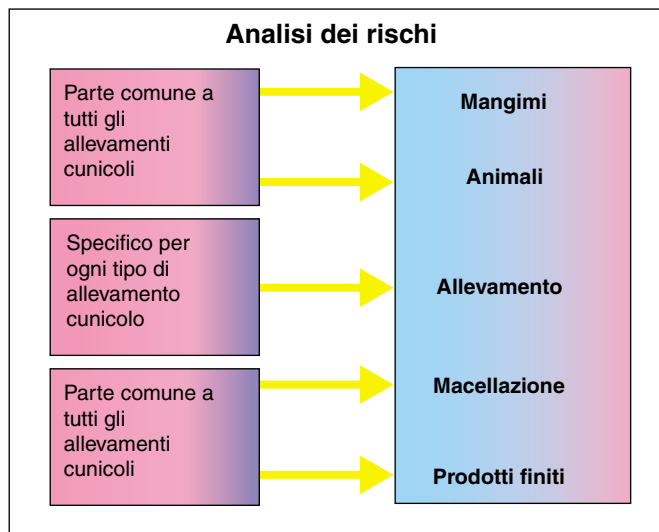 Analisi dei rischi
Parte comune a
tutti gli
allevamenti
cunicoli
Mangimi
Animali
Specifico per
ogni tipo di
allevamento
cunicolo
Allevamento
Parte comune a
tutti gli
allevamenti
cunicoli
Macellazione
Prodotti finiti